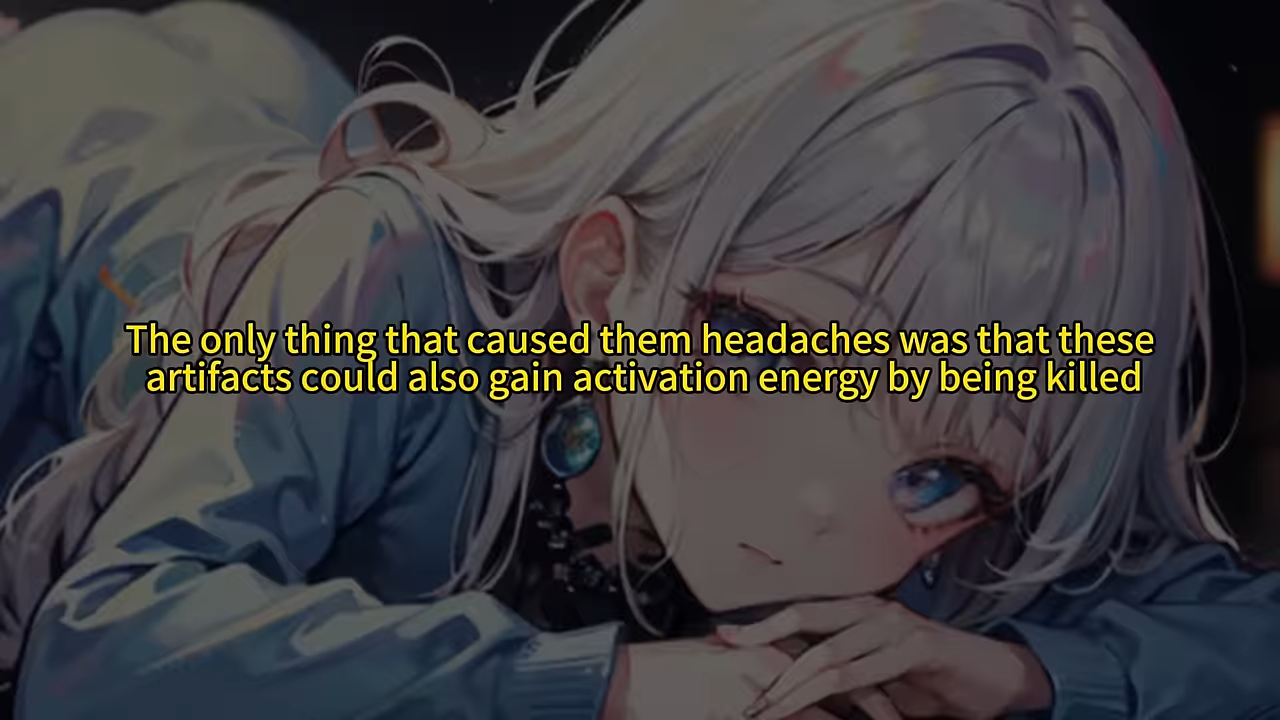 The only thing that caused them headaches was that these
artifacts could also gain activation energy by being killed